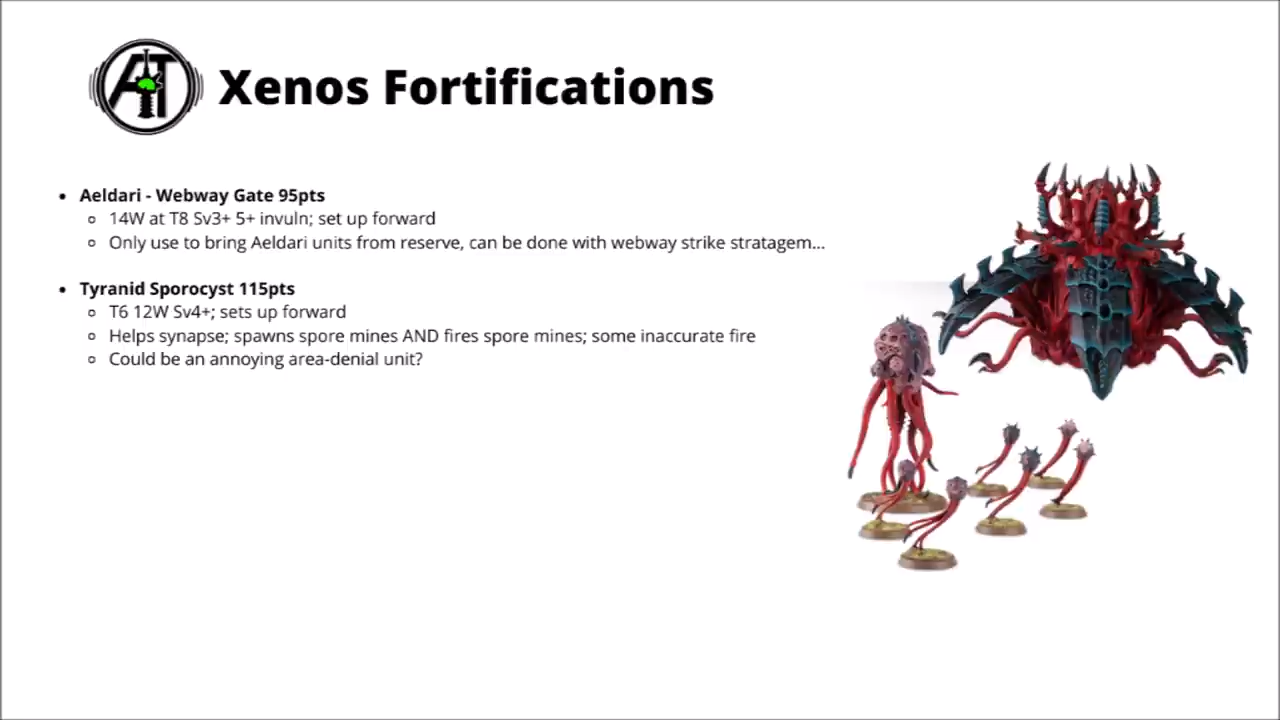 AT
Xenos Fortifications
• Aeldari - Webway Gate 95pts
○ 14W at T8 Sv3+ 5+ invuln; set up forward
○ Only use to bring Aeldari units from reserve, can be done with webway strike stratagem...
• Tyranid Sporocyst 115pts
○ T6 12W Sv4+; sets up forward
○ Helps synapse; spawns spore mines AND fires spore mines; some inaccurate fire
○ Could be an annoying area-denial unit?